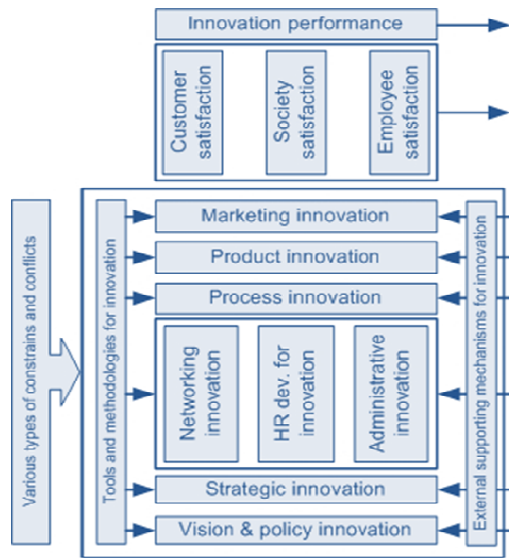 Innovation performance
Customer
satisfaction
Society
satisfaction
Employee
satisfaction
Various types of constrains and conflicts
Tools and methodologies for innovation
Marketing innovation
Product innovation
Process innovation
Networking
innovation
HR dev. for
innovation
Administrative
innovation
Strategic innovation
Vision & policy innovation
External supporting mechanisms for innovation